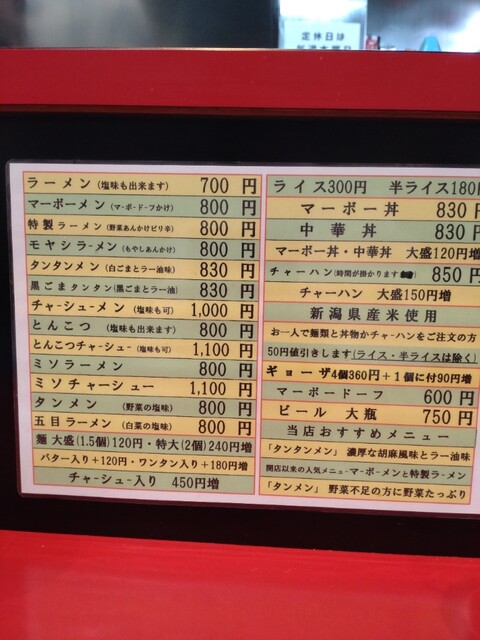 定休日は
ラーメン (塩味も出来ます) 700 円
マーボーメン (マーボードーフかけ) 800 円
特製ラーメン (野菜あんかけピリ辛) 800 円
モヤシラーメン (もやしあんかけ) 800 円
タンタンメン (白ごまとラー油味) 830 円
黒ごまタンタン (黒ごまとラー油) 830 円
チャーシューメン (塩味も可) 1,000 円
とんこつ (塩味も出来ます) 800 円
とんこつチャーシュー (塩味も可) 1,100 円
ミソラーメン 800 円
ミソチャーシュー 1,100 円
タンメン (野菜の塩味) 800 円
五目ラーメン (白菜の塩味) 800 円
麺 大盛(1.5個)120円・特大(2個)240円増
バター入り+120円・ワンタン入り+180円増
チャーシュー入り 450円増
ライス300円 半ライス180円
マーボー丼 830 円
中華丼 830 円
マーボー丼・中華丼 大盛120円増
チャーハン(時間が掛かります) 850 円
チャーハン 大盛150円増
新潟県産米使用
お一人で麺類と丼物かチャーハンをご注文の方
50円値引きします(ライス・半ライスは除く)
ギョーザ4個360円+1個に付90円増
マーボードーフ 600 円
ビール 大瓶 750 円
当店おすすめメニュー
「タンタンメン」 濃厚な胡麻風味とラー油味
開店以来の人気メニューマーボーメンと特製ラーメン
「タンメン」 野菜不足の方に野菜たっぷり